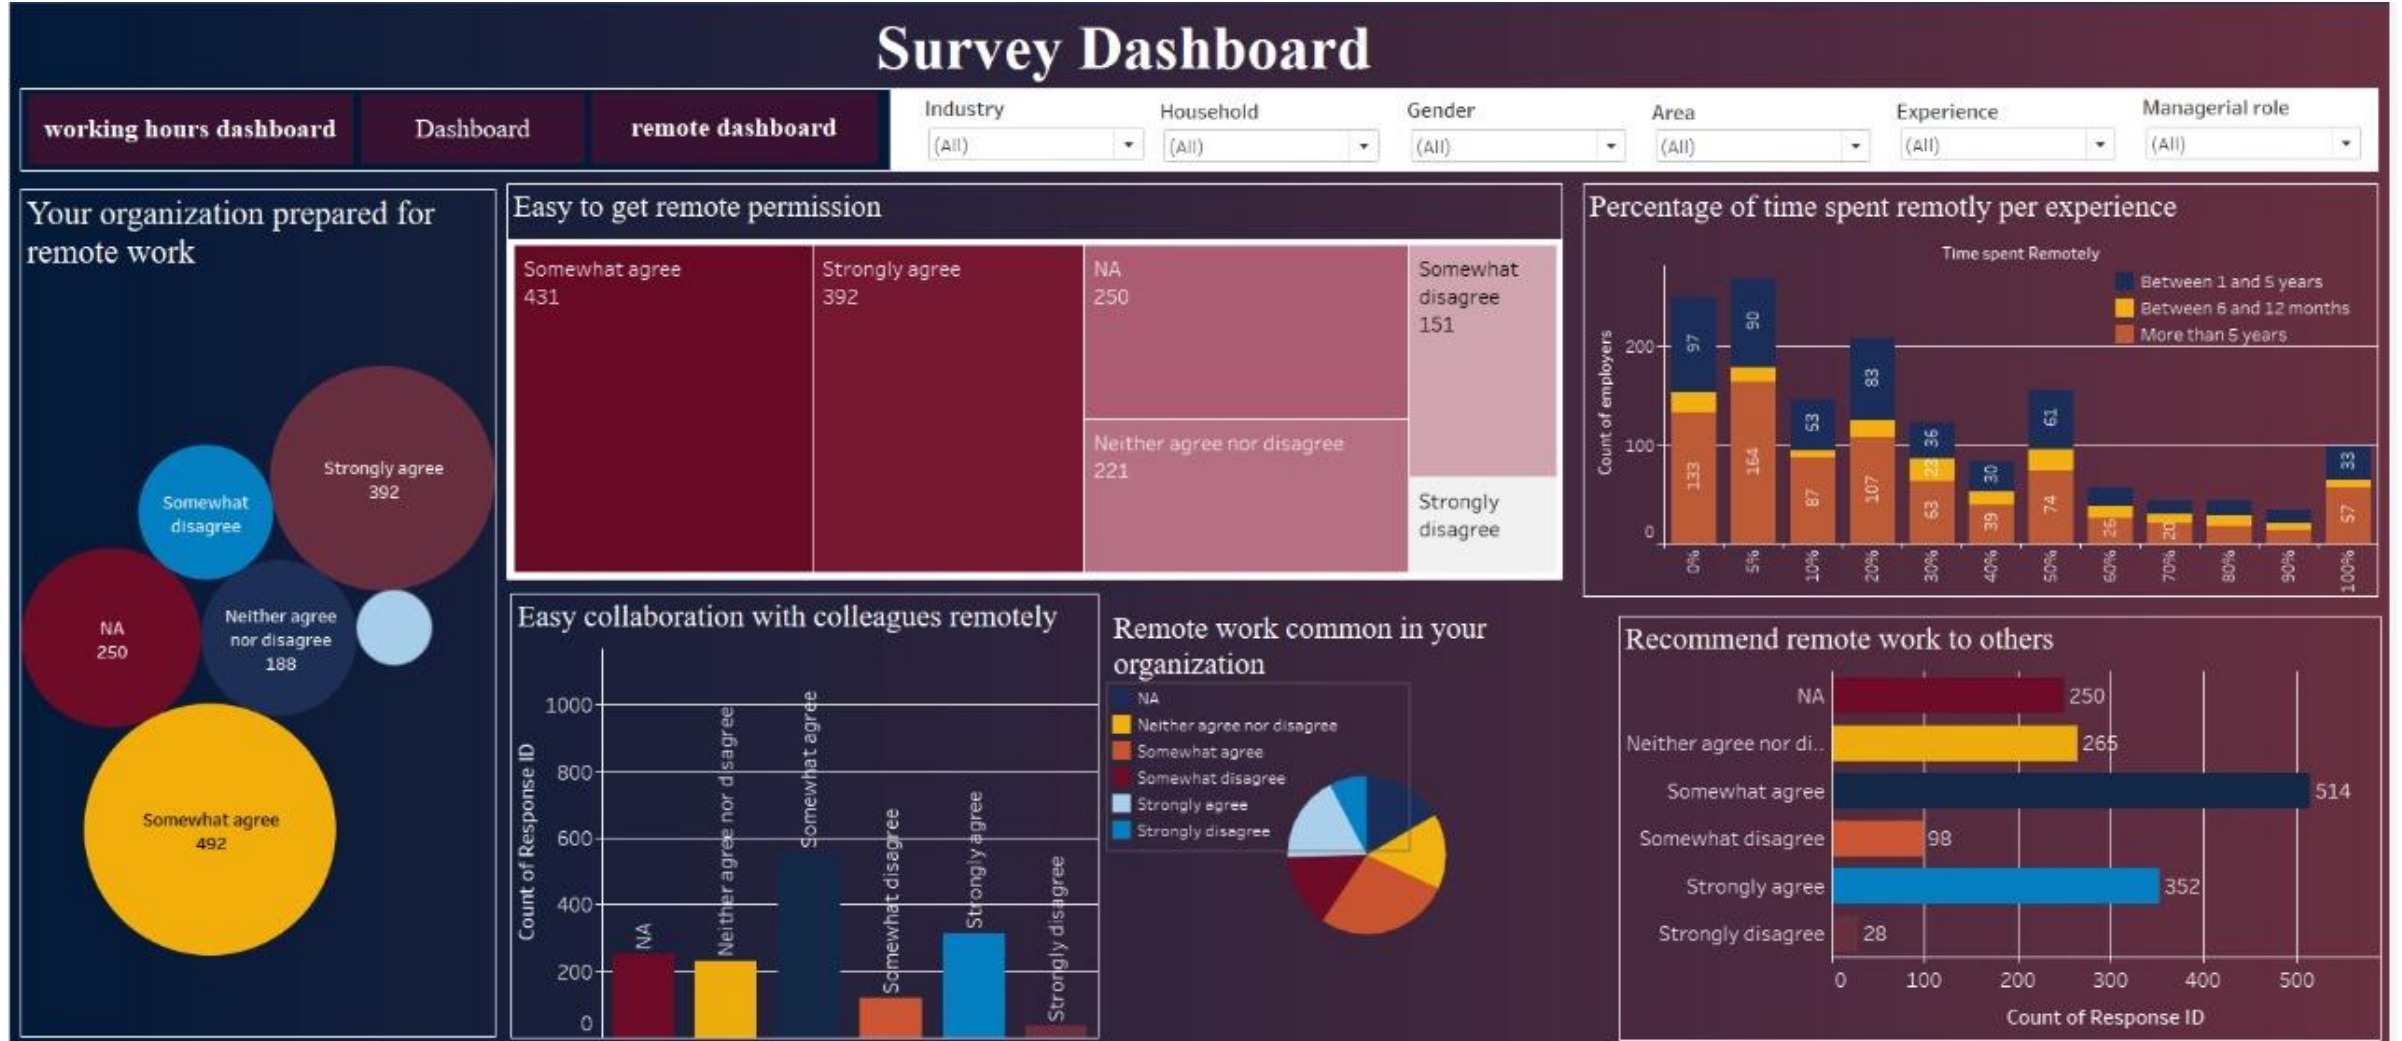 Survey Dashboard
working hours dashboard
Dashboard
remote dashboard
Industry
(All)
Household
(All)
Gender
(All)
Area
(All)
Experience
(All)
Managerial role
(All)
Your organization prepared for
remote work
Strongly agree
392
Somewhat
disagree
NA
250
Neither agree
nor disagree
188
Somewhat agree
492
Easy to get remote permission
Somewhat agree
431
Strongly agree
392
NA
250
Neither agree nor disagree
221
Somewhat
disagree
151
Strongly
disagree
Percentage of time spent remotly per experience
Time spent Remotely
Between 1 and 5 years
Between 6 and 12 months
More than 5 years
Count of employers
200
100
0
97
133
90
164
53
87
83
107
36
23
63
30
39
61
74
26
20
33
57
0%
5%
10%
20%
30%
40%
50%
60%
70%
80%
90%
100%
Easy collaboration with colleagues remotely
Count of Response ID
1000
800
600
400
200
0
NA
Neither agree nor disagree
Somewhat agree
Somewhat disagree
Strongly agree
Strongly disagree
Remote work common in your
organization
NA
Neither agree nor disagree
Somewhat agree
Somewhat disagree
Strongly agree
Strongly disagree
Recommend remote work to others
NA
250
Neither agree nor di..
265
Somewhat agree
514
Somewhat disagree
98
Strongly agree
352
Strongly disagree
28
0
100
200
300
400
500
Count of Response ID